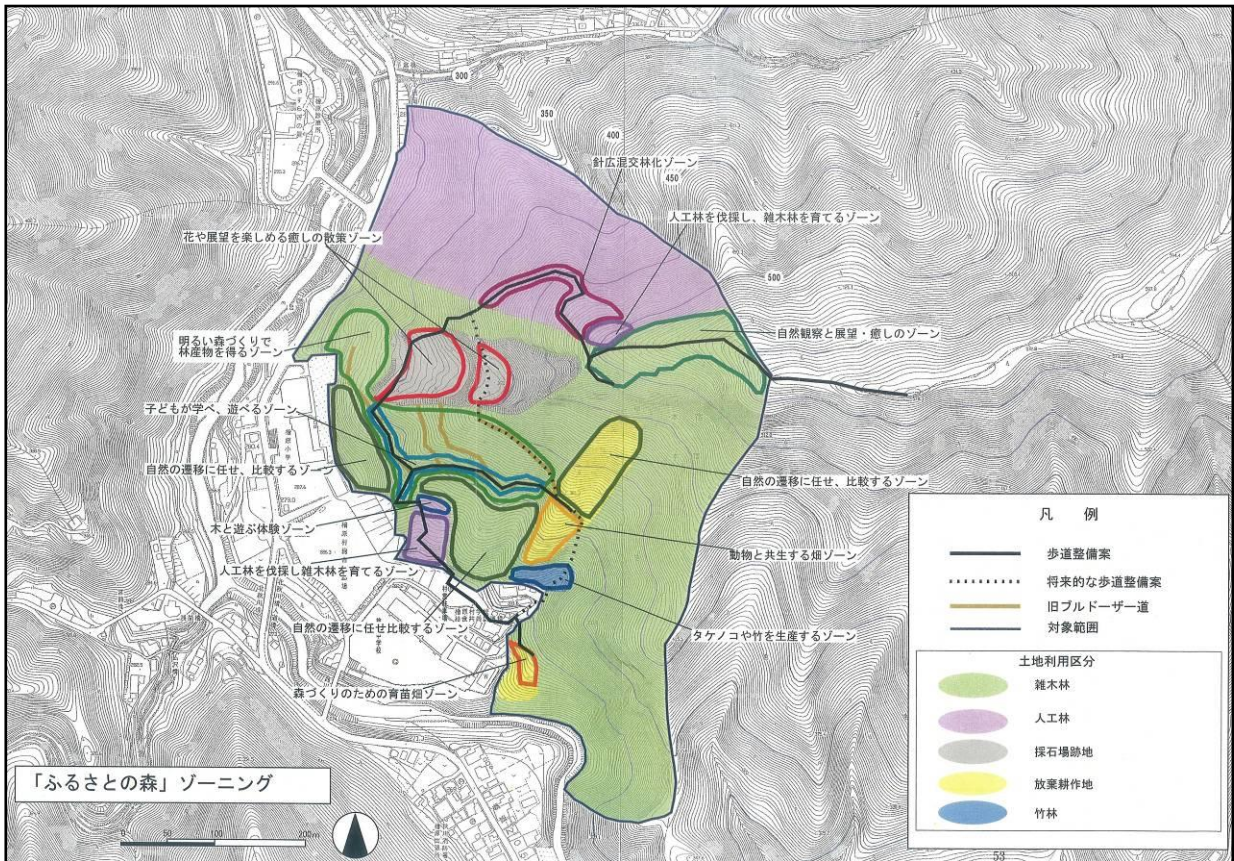 300
350
400
450
500
針広混交林化ゾーン
人工林を伐採し、雑木林を育てるゾーン
花や展望を楽しめる癒しの散策ゾーン
自然観察と展望・癒しのゾーン
明るい森づくりで
林産物を得るゾーン
子どもが学べ、遊べるゾーン
自然の遷移に任せ、比較するゾーン
自然の遷移に任せ、比較するゾーン
木と遊ぶ体験ゾーン
動物と共生する畑ゾーン
人工林を伐採し雑木林を育てるゾーン
自然の遷移に任せ比較するゾーン
タケノコや竹を生産するゾーン
森づくりのための育苗畑ゾーン
凡 例
歩道整備案
将来的な歩道整備案
旧ブルドーザー道
対象範囲
土地利用区分
雑木林
人工林
採石場跡地
放棄耕作地
竹林
「ふるさとの森」ゾーニング
0 50 100 200m
53